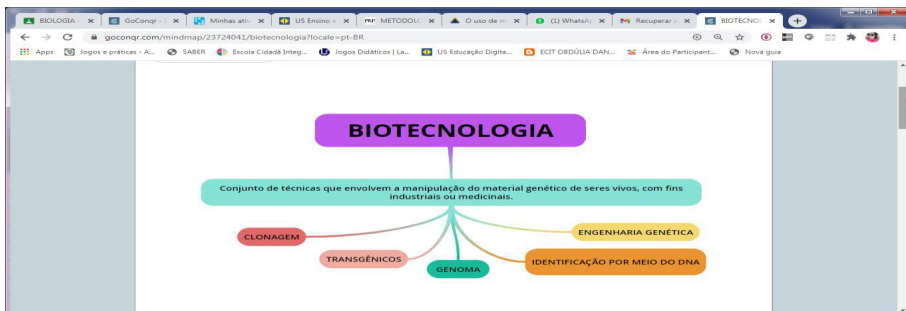 BIOLOGIA -
GoConqr -
Minhas ativ
US Ensino
METODOLO
O uso de m
(1) WhatsAp
Recuperar
BIOTECNOL
goconqr.com/mindmap/23724041/biotecnologia?locale=pt-BR
Apps
Jogos e práticas - A...
SABER
Escola Cidadã Integ...
Jogos Didáticos | La...
US Educação Digita...
ECIT OBDÚLIA DAN...
Área do Participant...
Nova guia
BIOTECNOLOGIA
Conjunto de técnicas que envolvem a manipulação do material genético de seres vivos, com fins
industriais ou medicinais.
CLONAGEM
ENGENHARIA GENÉTICA
TRANSGÊNICOS
GENOMA
IDENTIFICAÇÃO POR MEIO DO DNA